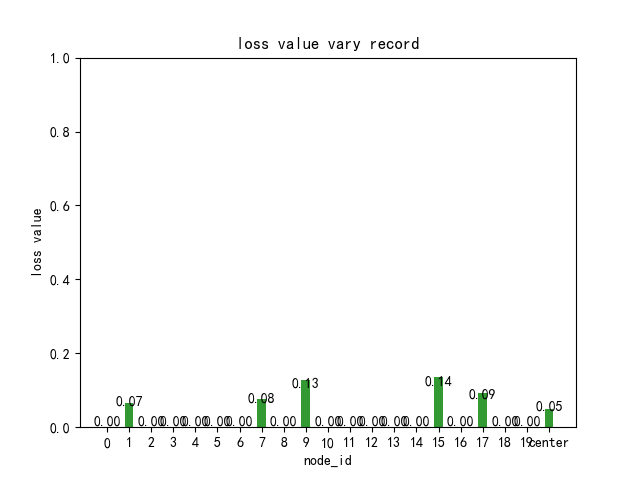 loss value vary record
1.0
0.8
0.6
0.4
0.2
0.0
loss value
0.00 0.07 0.00 0.00 0.00 0.00 0.00 0.08 0.00 0.13 0.00 0.00 0.00 0.00 0.00 0.14 0.00 0.09 0.00 0.00 0.05
0 1 2 3 4 5 6 7 8 9 10 11 12 13 14 15 16 17 18 19 center
node_id